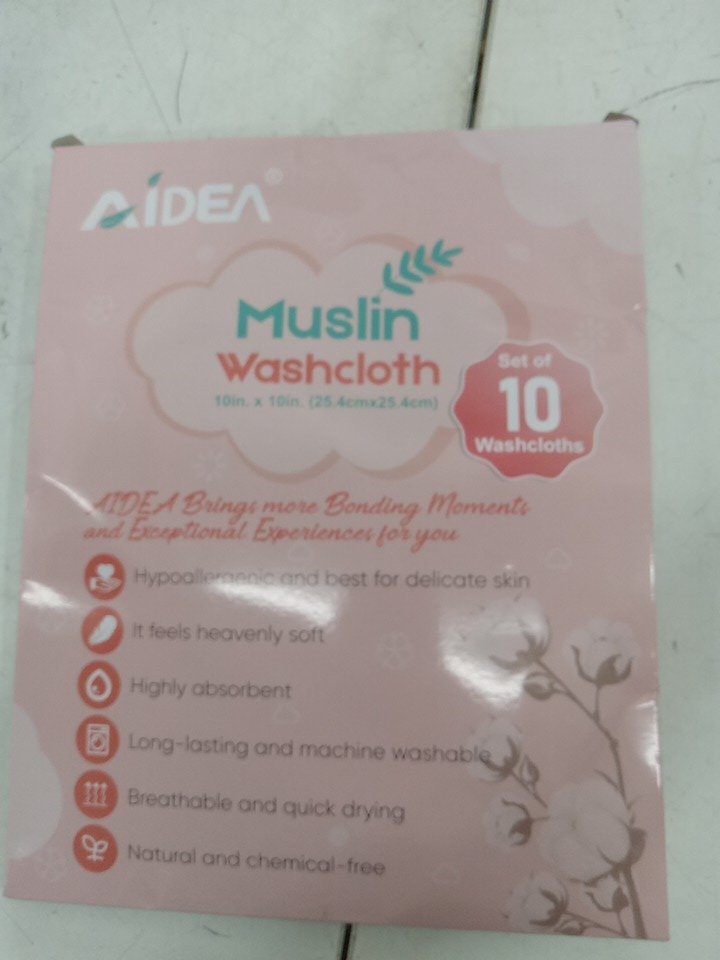 AIDEA®
Muslin
Washcloth
10in. x 10in. (25.4cmx25.4cm)
Set of
10
Washcloths
AIDEA Brings more Bonding Moments
and Exceptional Experiences for you
Hypoallergenic and best for delicate skin
It feels heavenly soft
Highly absorbent
Long-lasting and machine washable
Breathable and quick drying
Natural and chemical-free